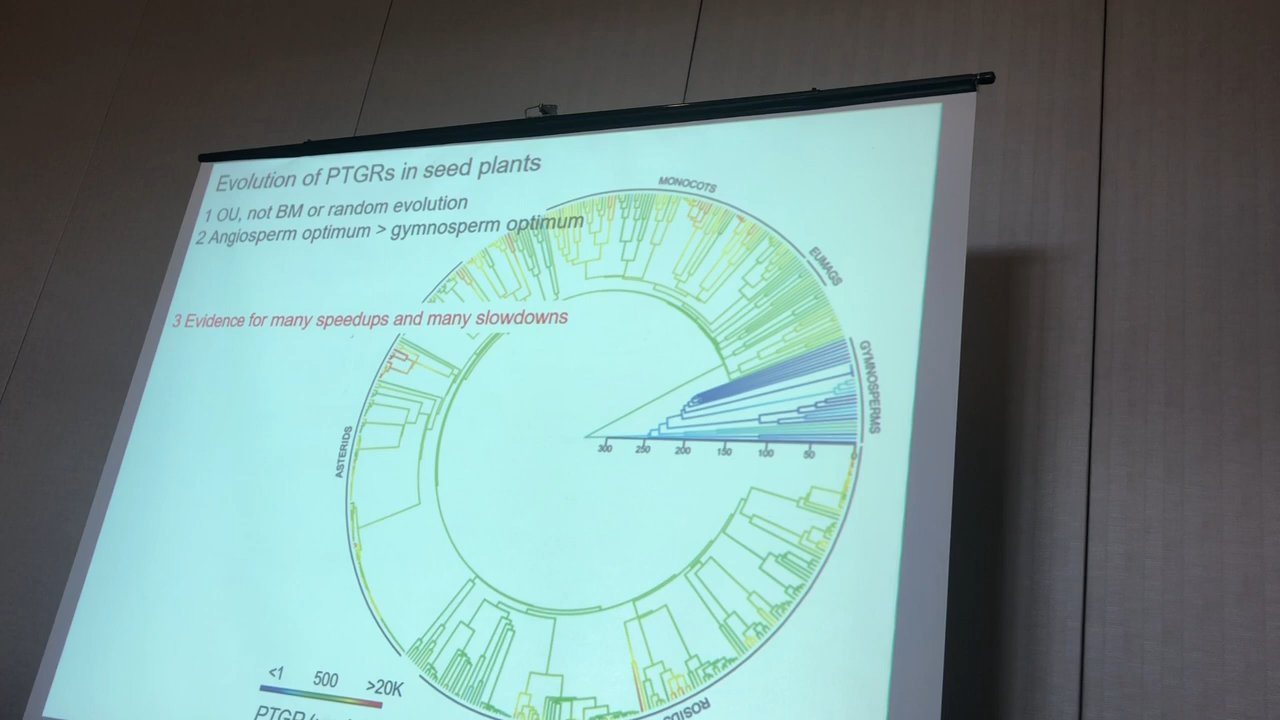 Evolution of PTGRs in seed plants
1 OU, not BM or random evolution
2 Angiosperm optimum > gymnosperm optimum
3 Evidence for many speedups and many slowdowns
MONOCOTS
EUMAGS
GYMNOSPERMS
300 250 200 150 100 50 0
ASTERIDS
ROSIDS
<1 500 >20K
PTGR